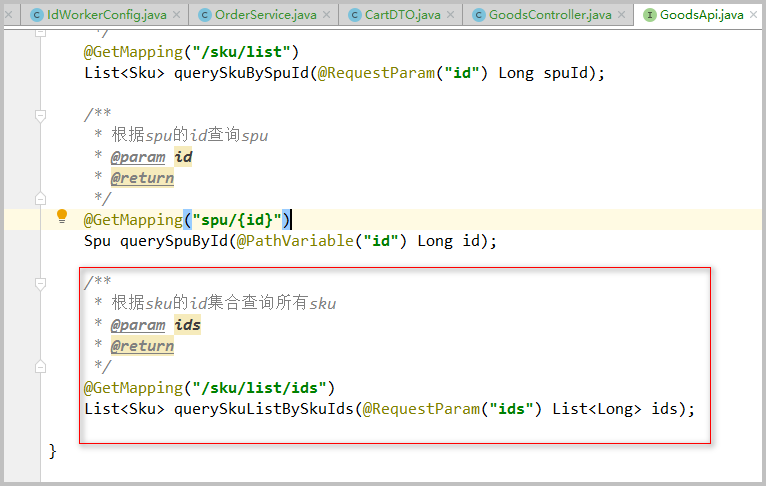 IdWorkerConfig.java × OrderService.java × CartDTO.java × GoodsController.java × GoodsApi.java ×
*/
@GetMapping("/sku/list")
List<Sku> querySkuBySpuId(@RequestParam("id") Long spuId);
/**
* 根据spu的id查询spu
* @param id
* @return
*/
@GetMapping("spu/{id}")
Spu querySpuById(@PathVariable("id") Long id);
/**
* 根据sku的id集合查询所有sku
* @param ids
* @return
*/
@GetMapping("/sku/list/ids")
List<Sku> querySkuListBySkuIds(@RequestParam("ids") List<Long> ids);
}